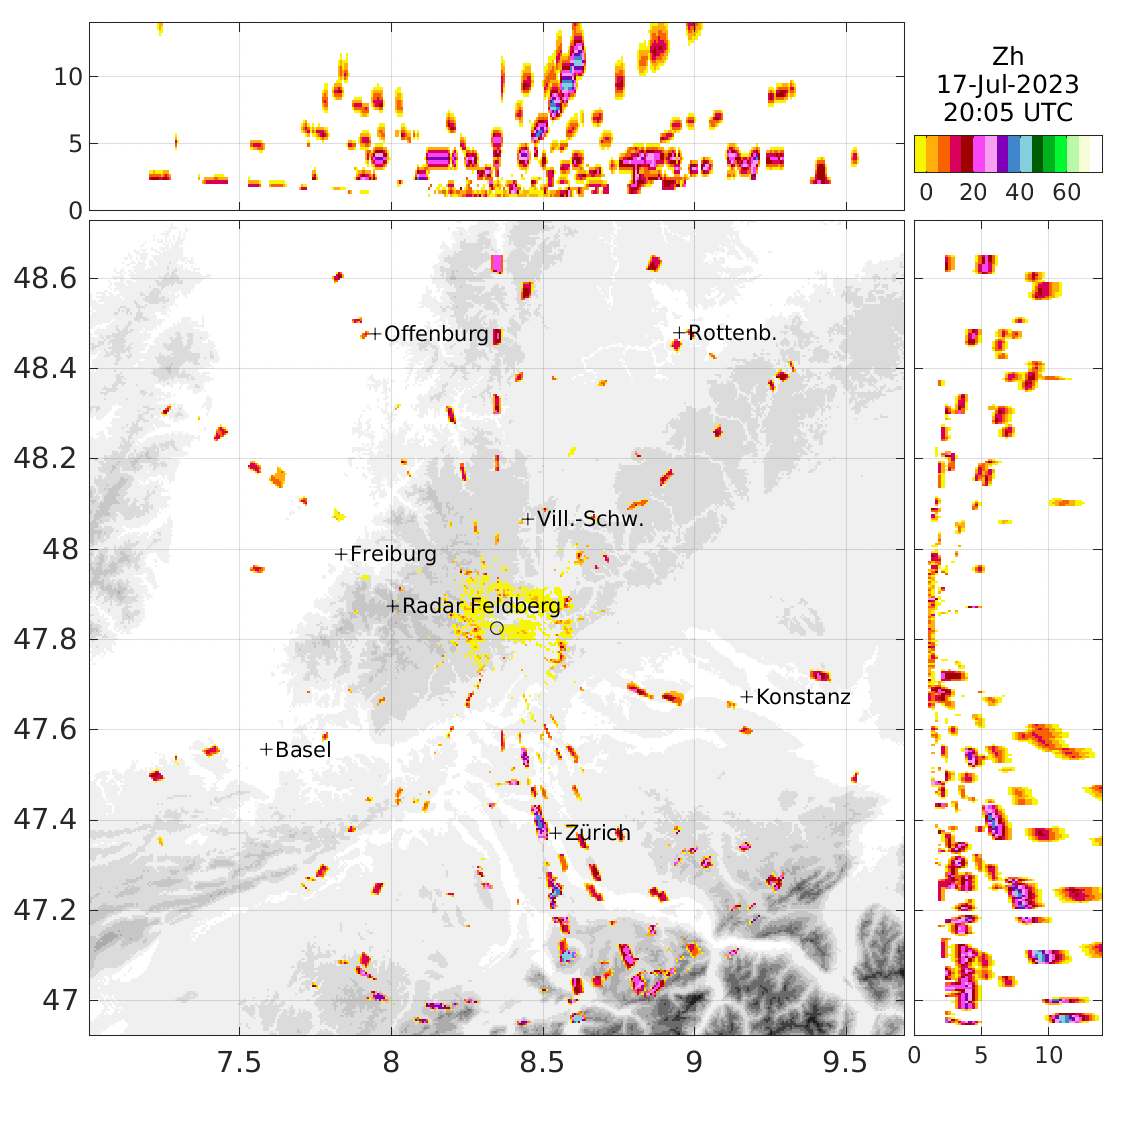 10
5
0
Zh
17-Jul-2023
20:05 UTC
0 20 40 60
48.6
48.4
48.2
48
47.8
47.6
47.4
47.2
47
Offenburg
Rottenb.
Vill.-Schw.
Freiburg
Radar Feldberg
Konstanz
Basel
Zürich
7.5 8 8.5 9 9.5
0 5 10